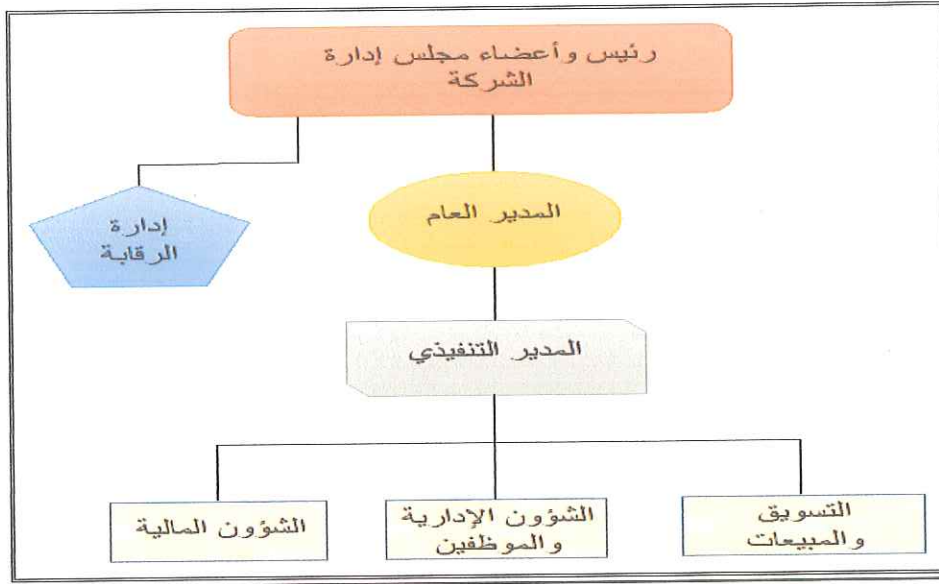 رئيس وأعضاء مجلس إدارة
الشركة
المدير العام
إدارة
الرقابة
المدير التنفيذي
التسويق
والمبيعات
الشؤون الإدارية
والموظفين
الشؤون المالية